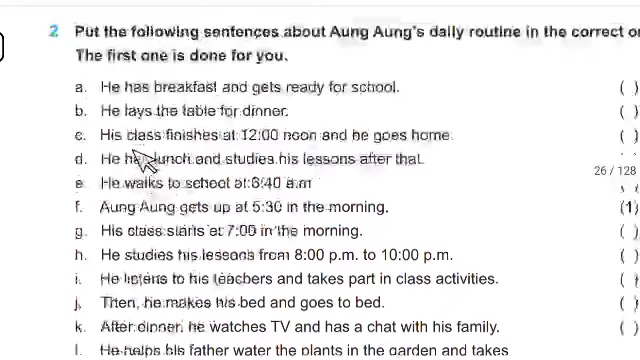 2 Put the following sentences about Aung Aung's daily routine in the correct
The first one is done for you.
a. He has breakfast and gets ready for school. ( )
b. He lays the table for dinner. ( )
c. His class finishes at 12:00 noon and he goes home. ( )
d. He has lunch and studies his lessons after that.
26 / 128
e. He walks to school at 6:40 a.m
f. Aung Aung gets up at 5:30 in the morning. (1)
g. His class starts at 7:00 in the morning. ( )
h. He studies his lessons from 8:00 p.m. to 10:00 p.m. ( )
i. He listens to his teachers and takes part in class activities. ( )
j. Then, he makes his bed and goes to bed. ( )
k. After dinner, he watches TV and has a chat with his family. ( )
l. He helps his father water the plants in the garden and takes